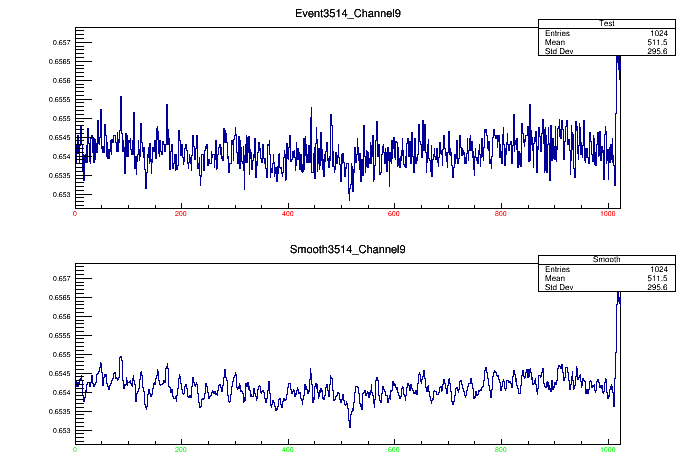 Event3514_Channel9
Test
Entries 1024
Mean 511.5
Std Dev 295.6
0.657
0.6565
0.656
0.6555
0.655
0.6545
0.654
0.6535
0.653
0 200 400 600 800 1000
Smooth3514_Channel9
Smooth
Entries 1024
Mean 511.5
Std Dev 295.6
0.657
0.6565
0.656
0.6555
0.655
0.6545
0.654
0.6535
0.653
0 200 400 600 800 1000